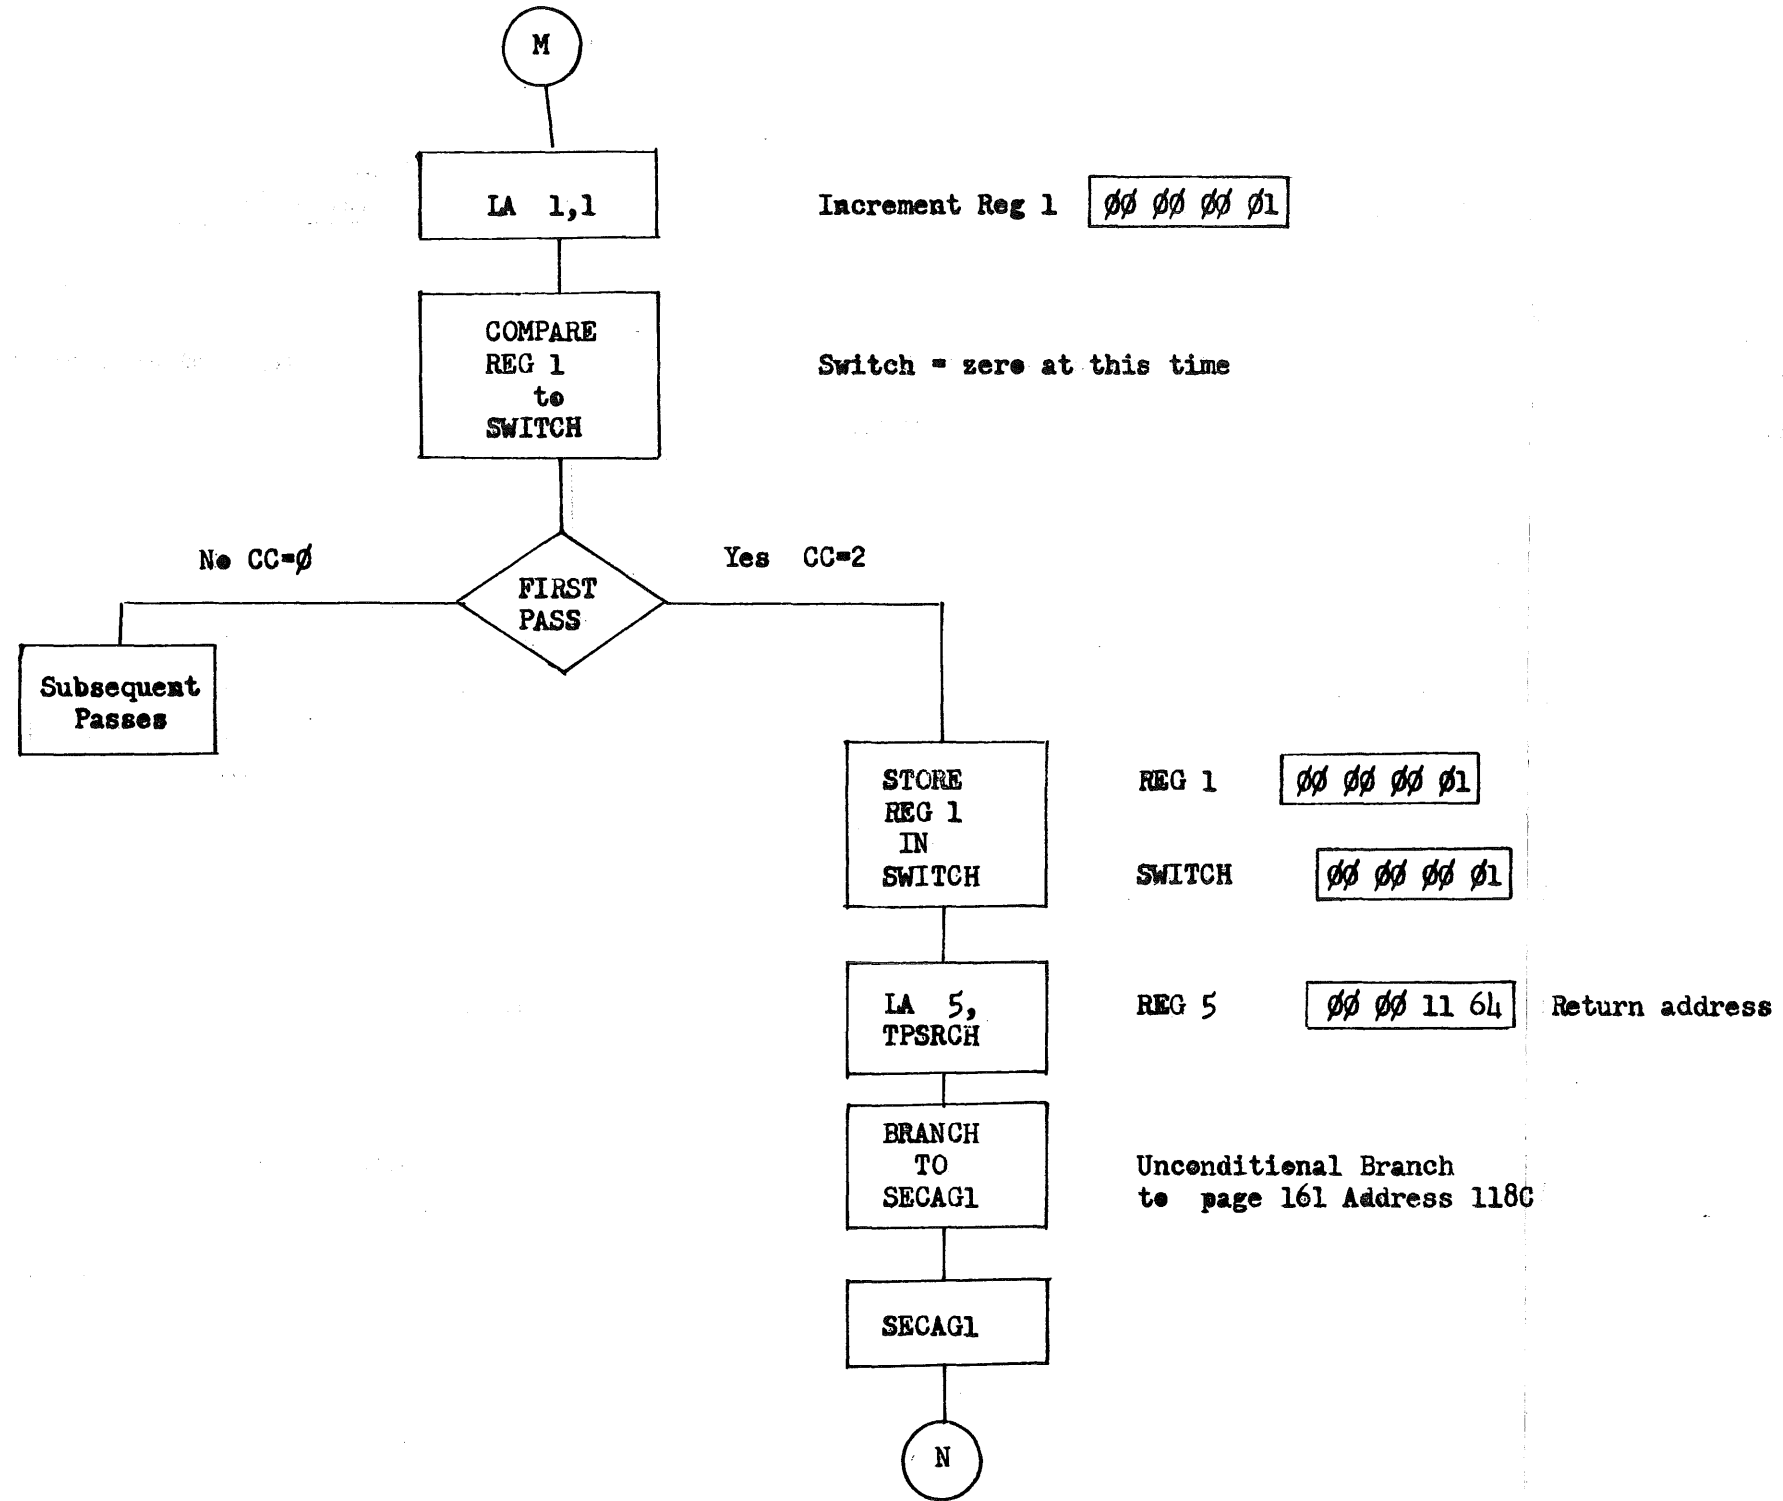 M
LA 1,1
Increment Reg 1
ØØ ØØ ØØ Ø1
COMPARE
REG 1
to
SWITCH
Switch = zero at this time
No CC=Ø
Yes CC=2
FIRST
PASS
Subsequent
Passes
STORE
REG 1
IN
SWITCH
REG 1
ØØ ØØ ØØ Ø1
SWITCH
ØØ ØØ ØØ Ø1
LA 5,
TPSRCH
REG 5
ØØ ØØ 11 64
Return address
BRANCH
TO
SECAG1
Unconditional Branch
to page 161 Address 118C
SECAG1
N